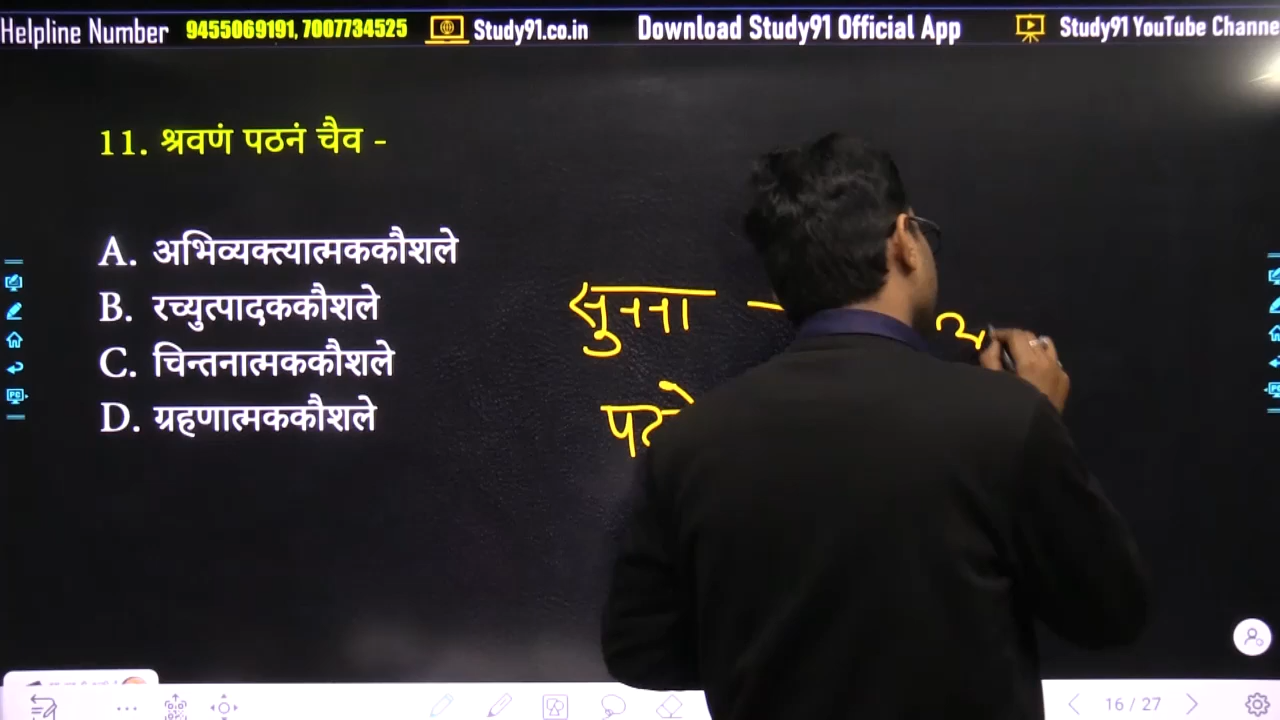 Helpline Number 9455069191, 7007734525 Study91.co.in Download Study91 Official App Study91 YouTube Channe
11. श्रवणं पठनं चैव -
A. अभिव्यक्त्यात्मककौशले
B. रच्युत्पादककौशले
C. चिन्तनात्मककौशले
D. ग्रहणात्मककौशले
सुनना -
16 / 27